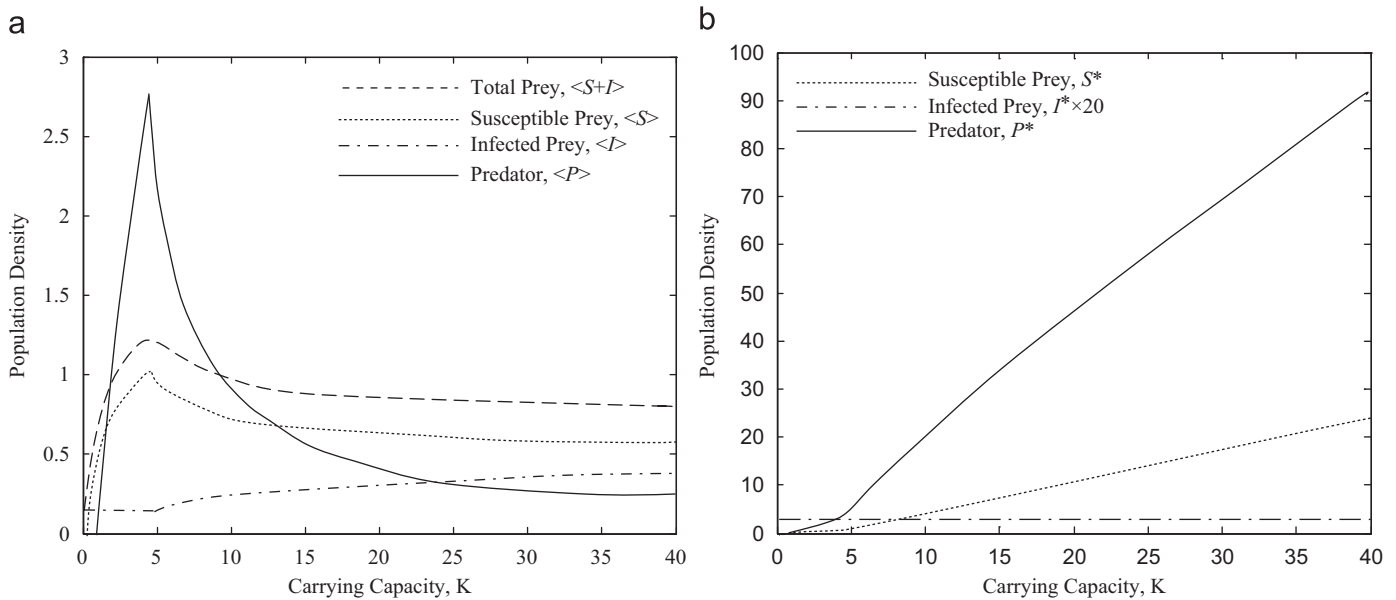 a
3
2.5
2
1.5
1
0.5
0
Population Density
Total Prey, <S+I>
Susceptible Prey, <S>
Infected Prey, <I>
Predator, <P>
0 5 10 15 20 25 30 35 40
Carrying Capacity, K
b
100
90
80
70
60
50
40
30
20
10
0
Population Density
Susceptible Prey, S*
Infected Prey, I*×20
Predator, P*
0 5 10 15 20 25 30 35 40
Carrying Capacity, K